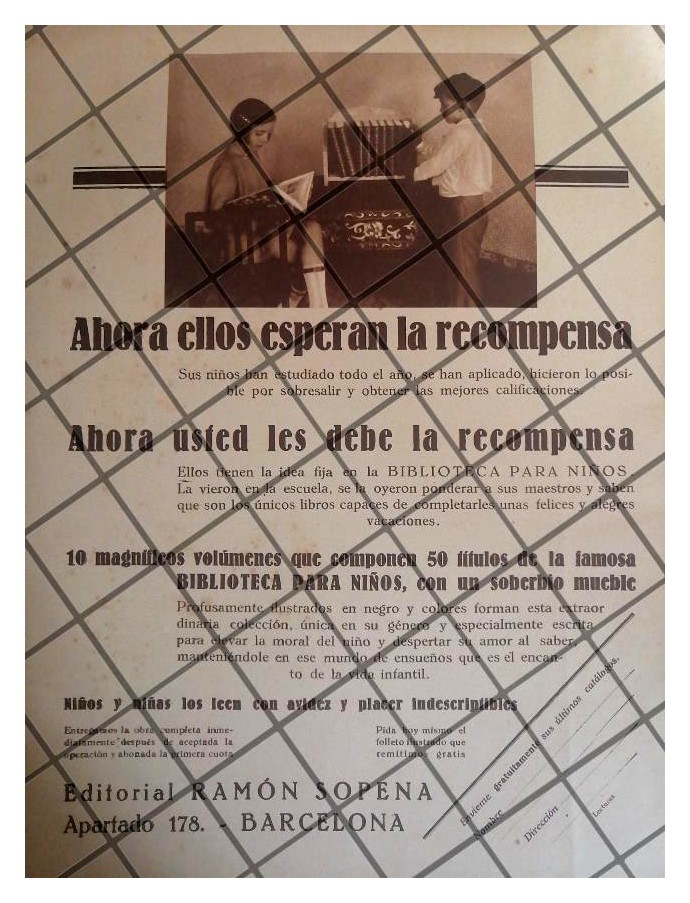 Ahora ellos esperan la recompensa
Sus niños han estudiado todo el año, se han aplicado, hicieron lo posi-
ble por sobresalir y obtener las mejores calificaciones.
Ahora usted les debe la recompensa
Ellos tienen la idea fija en la BIBLIOTECA PARA NIÑOS.
La vieron en la escuela, se la oyeron ponderar a sus maestros y saben
que son los únicos libros capaces de completarles unas felices y alegres
vacaciones.
10 magníficos volúmenes que componen 50 títulos de la famosa
BIBLIOTECA PARA NIÑOS, con un soberbio mueble
Profusamente ilustrados en negro y colores forman esta extraor
dinaria colección, única en su género y especialmente escrita
para elevar la moral del niño y despertar su amor al saber,
manteniéndole en ese mundo de ensueños que es el encan-
to de la vida infantil.
Niños y niñas los leen con avidez y placer indescriptibles
Entregamos la obra completa inme-
diatamente después de aceptada la
operación y abonada la primera cuota
Pida hoy mismo el
folleto ilustrado que
remitimos gratis
Editorial RAMÓN SOPENA
Apartado 178. - BARCELONA
Envíeme gratuitamente sus últimos catálogos.
Nombre
Dirección
Lecturas